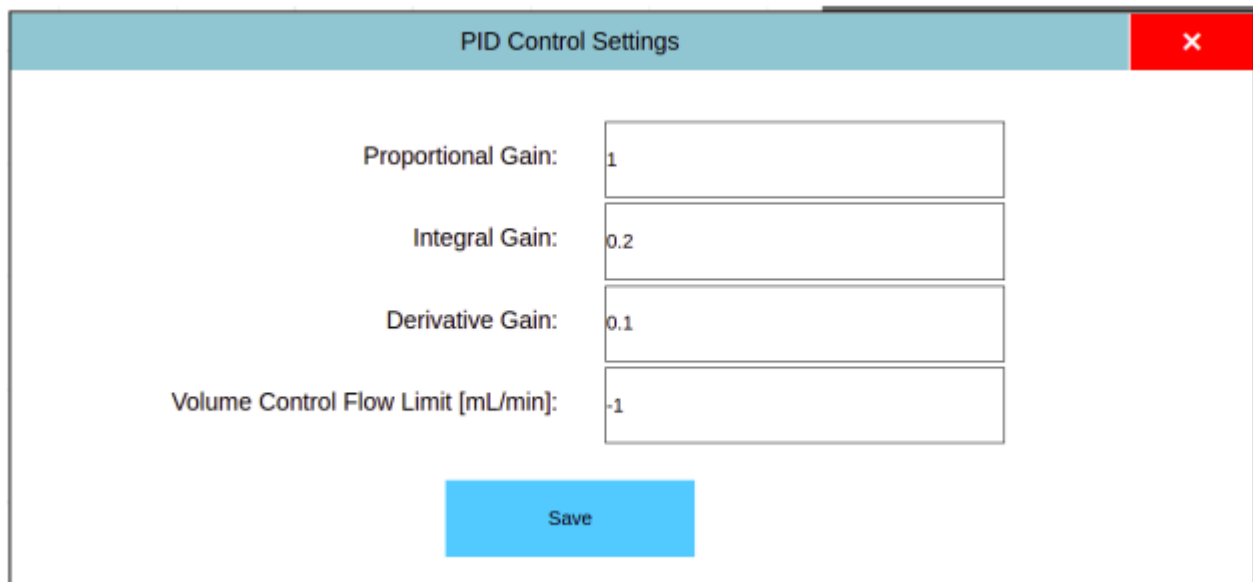 PID Control Settings ×
Proportional Gain: 1
Integral Gain: 0.2
Derivative Gain: 0.1
Volume Control Flow Limit [mL/min]: -1
Save